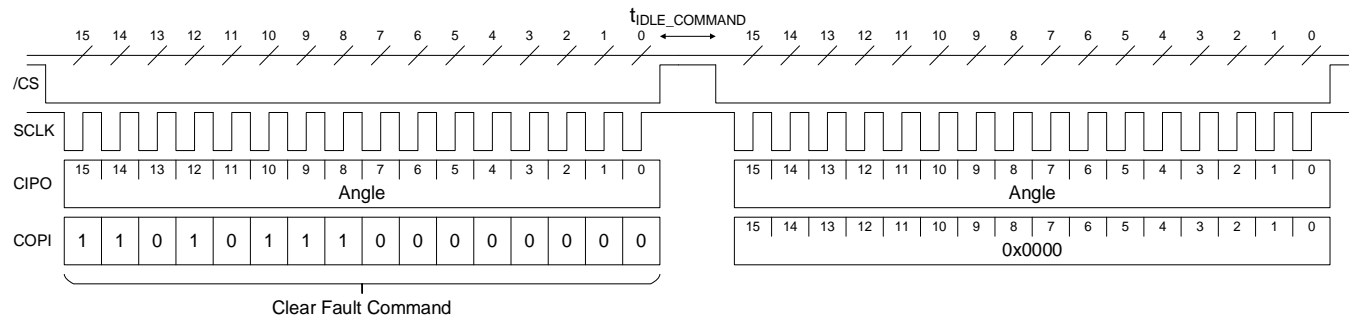 tIDLE_COMMAND
15 14 13 12 11 10 9 8 7 6 5 4 3 2 1 0 15 14 13 12 11 10 9 8 7 6 5 4 3 2 1 0
/CS
SCLK
15 14 13 12 11 10 9 8 7 6 5 4 3 2 1 0 15 14 13 12 11 10 9 8 7 6 5 4 3 2 1 0
CIPO Angle Angle
COPI 1 1 0 1 0 1 1 1 0 0 0 0 0 0 0 0 15 14 13 12 11 10 9 8 7 6 5 4 3 2 1 0
0x0000
Clear Fault Command